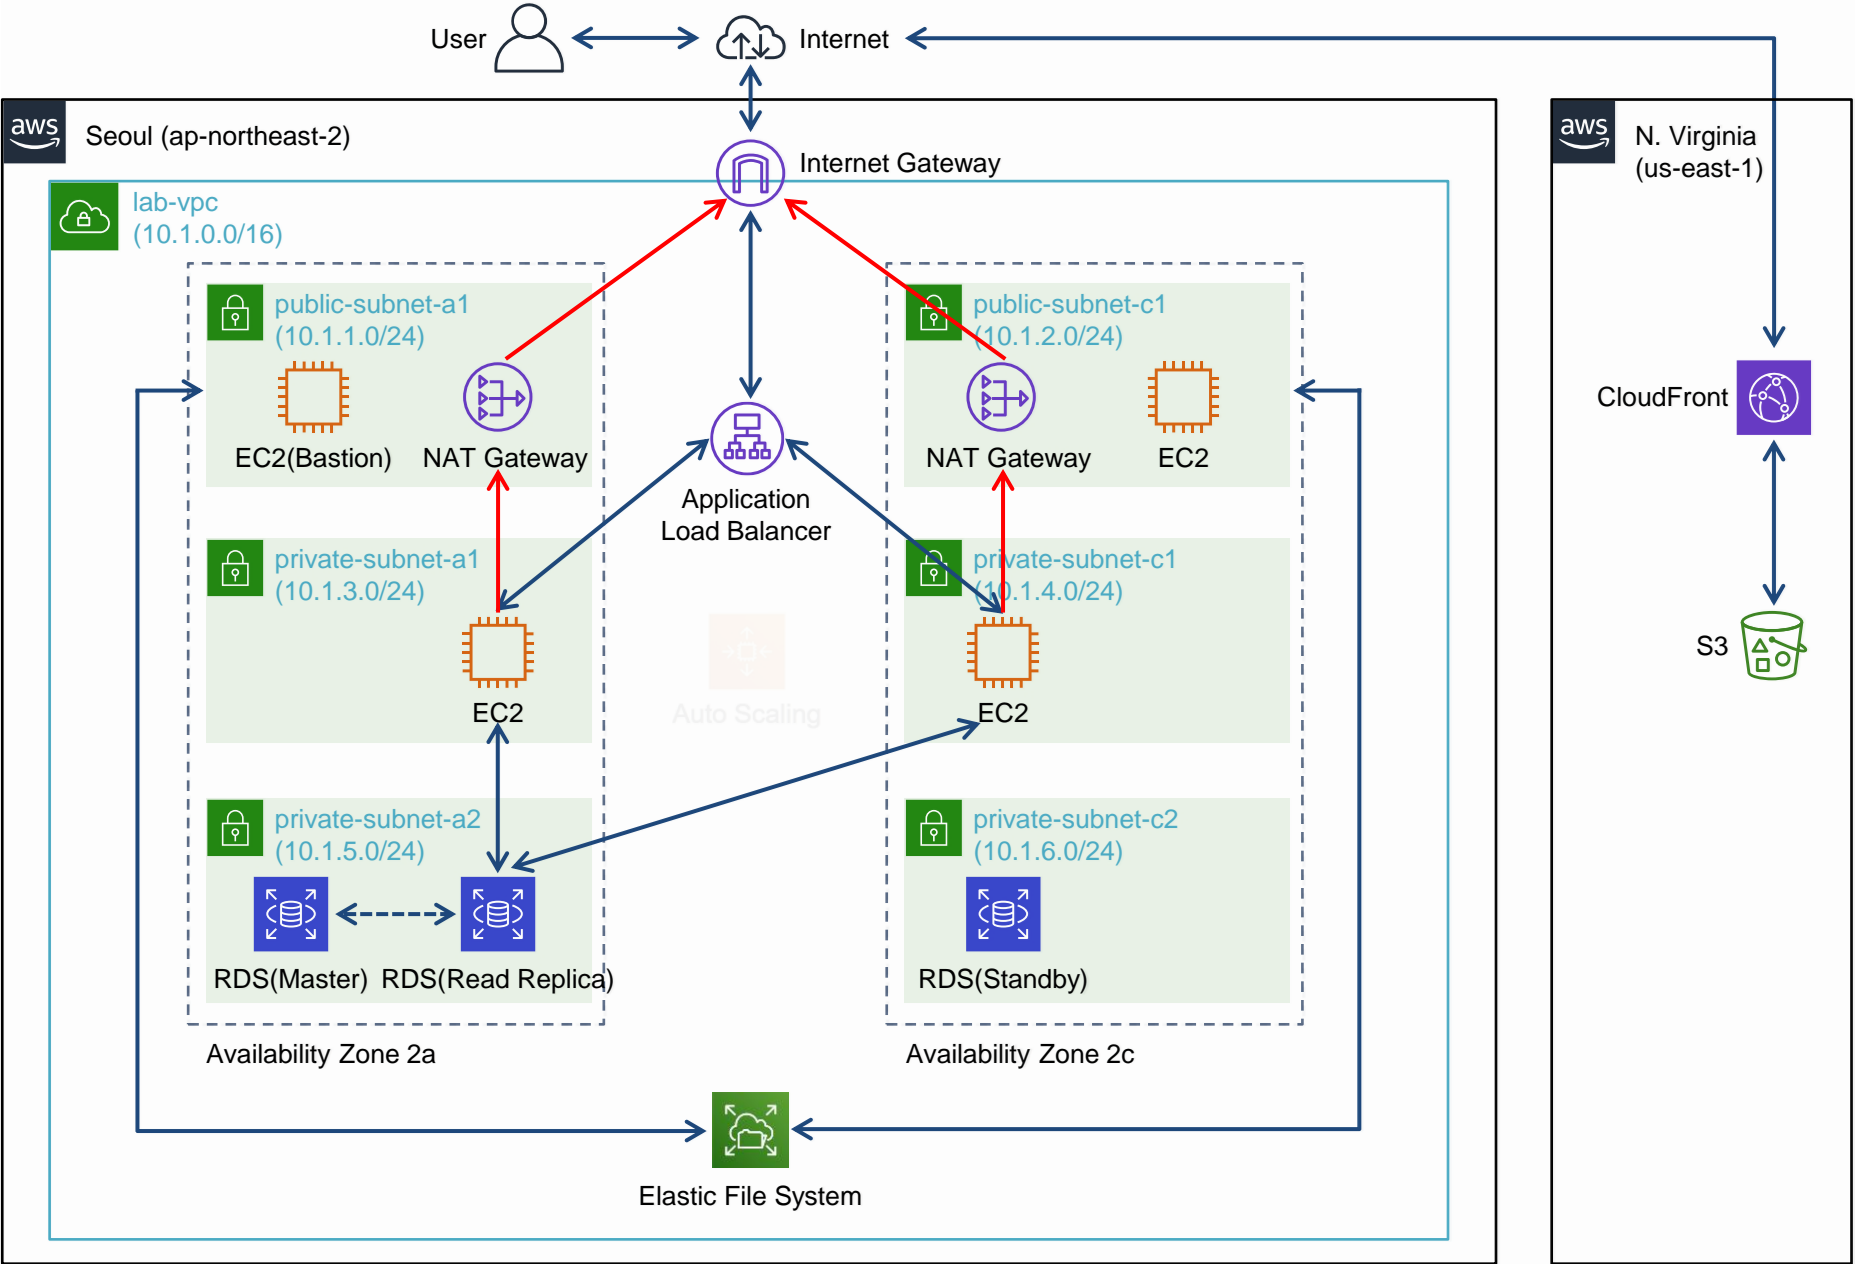 User
Internet
aws
Seoul (ap-northeast-2)
aws
N. Virginia
(us-east-1)
Internet Gateway
lab-vpc
(10.1.0.0/16)
public-subnet-a1
(10.1.1.0/24)
public-subnet-c1
(10.1.2.0/24)
EC2(Bastion)
NAT Gateway
NAT Gateway
EC2
CloudFront
Application
Load Balancer
private-subnet-a1
(10.1.3.0/24)
private-subnet-c1
(10.1.4.0/24)
S3
EC2
Auto Scaling
EC2
private-subnet-a2
(10.1.5.0/24)
private-subnet-c2
(10.1.6.0/24)
RDS(Master)
RDS(Read Replica)
RDS(Standby)
Availability Zone 2a
Availability Zone 2c
Elastic File System